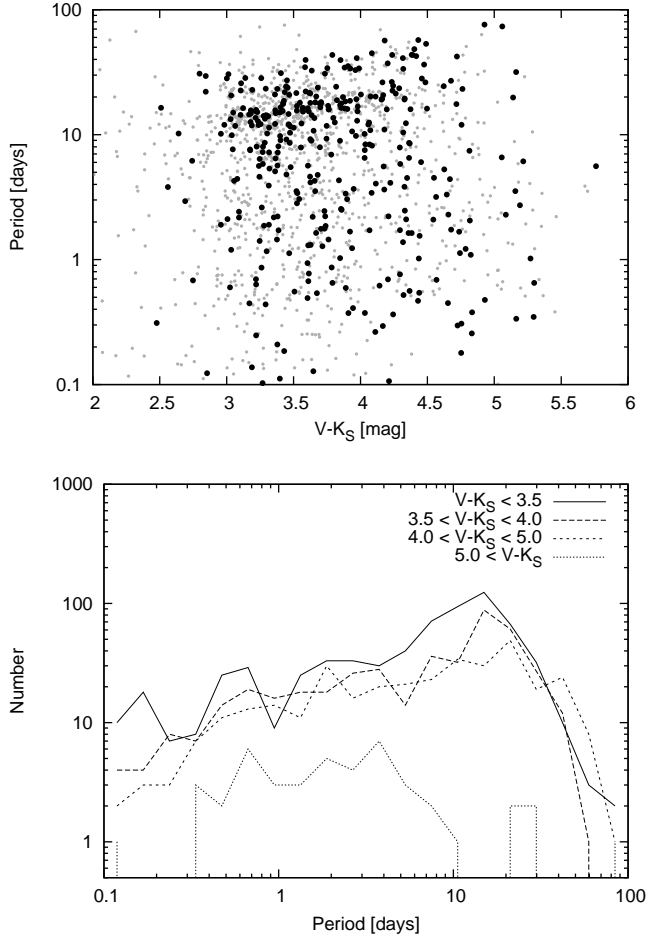 100
10
1
0.1
Period [days]
2 2.5 3 3.5 4 4.5 5 5.5 6
V-K_S [mag]
1000
100
10
1
Number
V-K_S < 3.5
3.5 < V-K_S < 4.0
4.0 < V-K_S < 5.0
5.0 < V-K_S
0.1 1 10 100
Period [days]